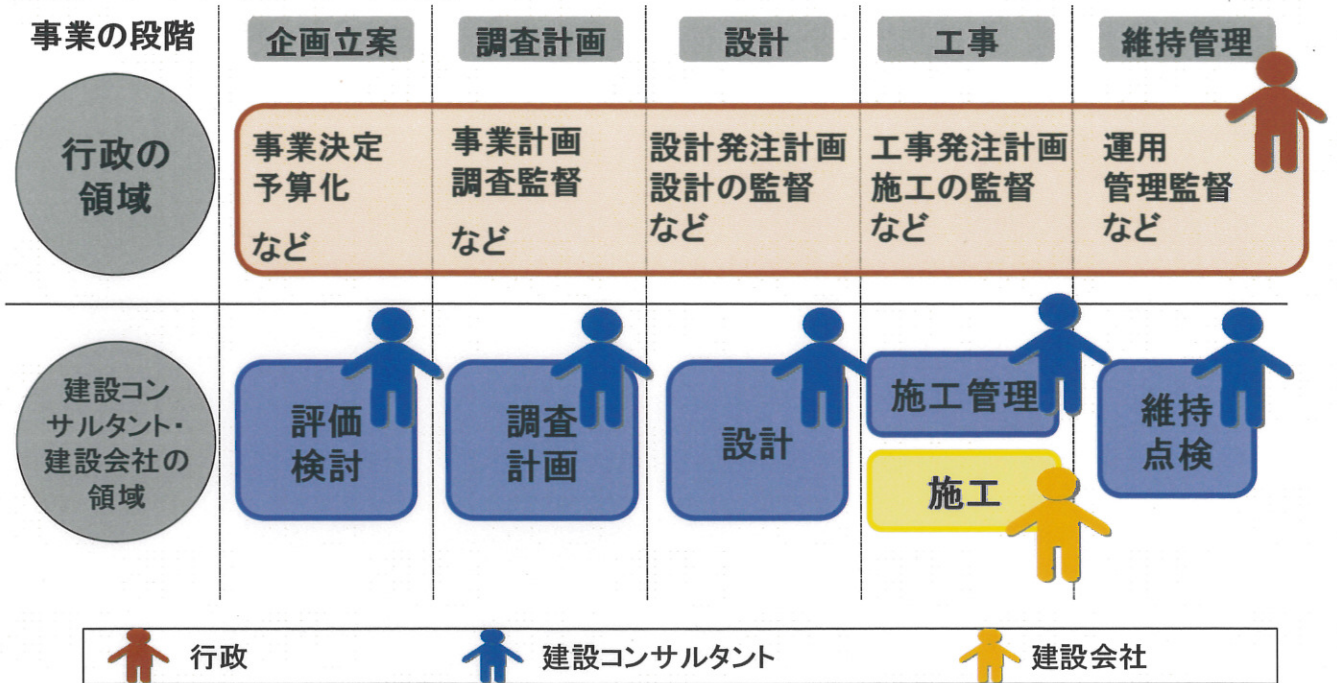 事業の段階
企画立案
調査計画
設計
工事
維持管理
行政の
領域
事業決定
予算化
など
事業計画
調査監督
など
設計発注計画
設計の監督
など
工事発注計画
施工の監督
など
運用
管理監督
など
建設コン
サルタント・
建設会社の
領域
評価
検討
調査
計画
設計
施工管理
施工
維持
点検
行政
建設コンサルタント
建設会社